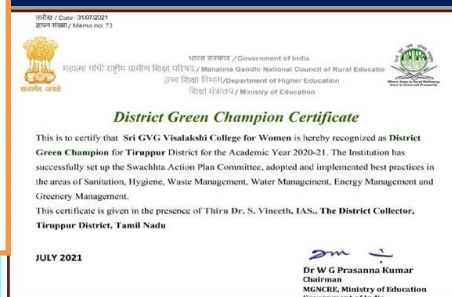 तारीख / Date: 31/07/2021
ज्ञापन संख्या / Memo no: 73
भारत सरकार / Government of India
महात्मा गांधी राष्ट्रीय ग्रामीण शिक्षा परिषद / Mahatma Gandhi National Council of Rural Educatio
उच्च शिक्षा विभाग/Department of Higher Education
शिक्षा मंत्रालय / Ministry of Education
सत्यमेव जयते
District Green Champion Certificate
This is to certify that Sri GVG Visalakshi College for Women is hereby recognized as District
Green Champion for Tiruppur District for the Academic Year 2020-21. The Institution has
successfully set up the Swachhta Action Plan Committee, adopted and implemented best practices in
the areas of Sanitation, Hygiene, Waste Management, Water Management, Energy Management and
Greenery Management.
This certificate is given in the presence of Thiru Dr. S. Vineeth, IAS., The District Collector,
Tiruppur District, Tamil Nadu
JULY 2021
Dr W G Prasanna Kumar
Chairman
MGNCRE, Ministry of Education
Government of India